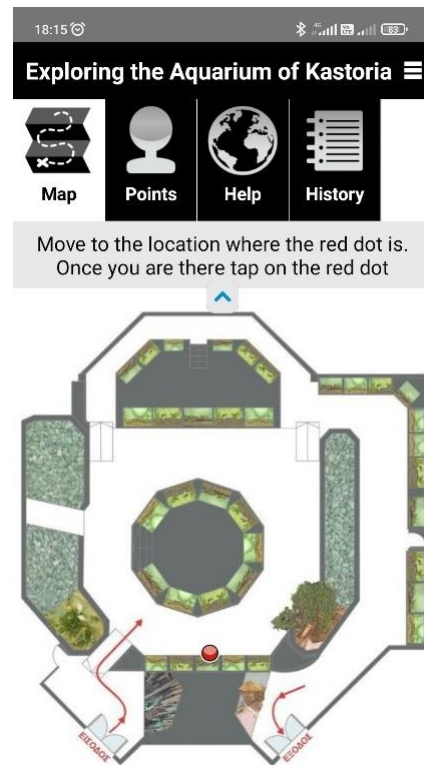 18:15
4G
83
Exploring the Aquarium of Kastoria
Map Points Help History
Move to the location where the red dot is.
Once you are there tap on the red dot
ΕΙΣΟΔΟΣ
ΕΞΟΔΟΣ